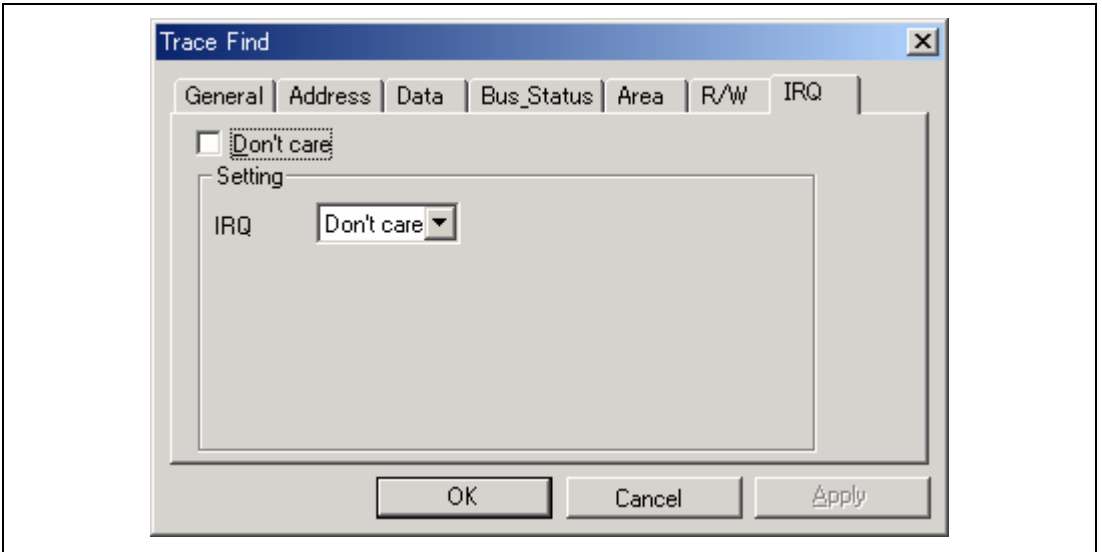 Trace Find
General Address Data Bus_Status Area R/W IRQ
Don't care
Setting
IRQ Don't care
OK Cancel Apply